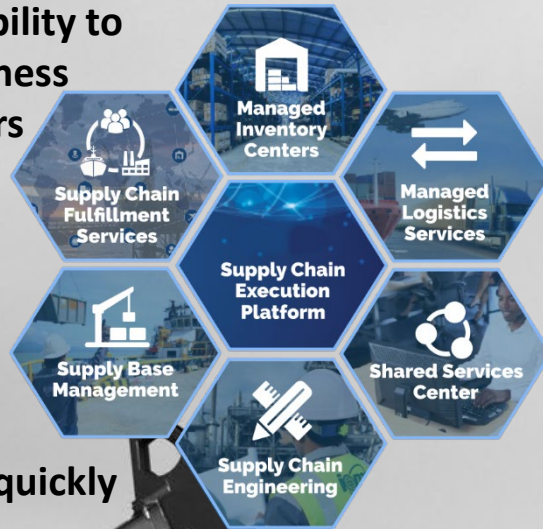 bility to
ness
rs
Managed
Inventory
Centers
Supply Chain
Fulfillment
Services
Managed
Logistics
Services
Supply Chain
Execution
Platform
Supply Base
Management
Shared Services
Center
Supply Chain
Engineering
quickly